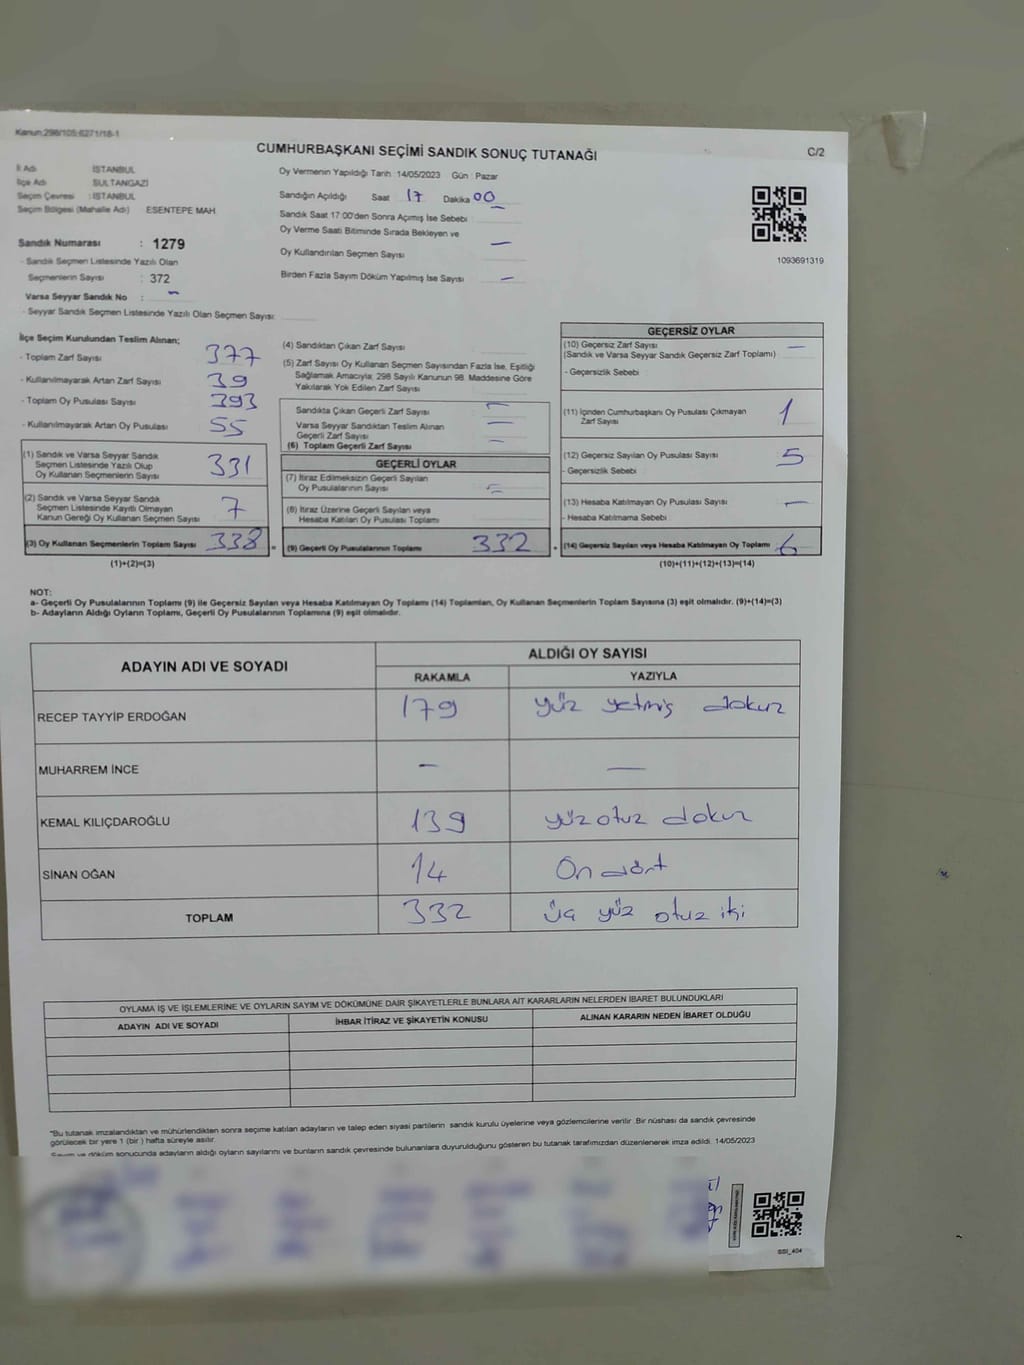 Kanun;298/105;6271/18-1
CUMHURBAŞKANI SEÇİMİ SANDIK SONUÇ TUTANAĞI
C/2
İl Adı : İSTANBUL
İlçe Adı : SULTANGAZİ
Seçim Çevresi : İSTANBUL
Seçim Bölgesi (Mahalle Adı) ESENTEPE MAH.
Sandık Numarası : 1279
- Sandık Seçmen Listesinde Yazılı Olan
Seçmenlerin Sayısı : 372
Varsa Seyyar Sandık No : -
- Seyyar Sandık Seçmen Listesinde Yazılı Olan Seçmen Sayısı:
Oy Vermenin Yapıldığı Tarih :14/05/2023 Gün : Pazar
Sandığın Açıldığı Saat 17 Dakika 00
Sandık Saat 17:00'den Sonra Açımış İse Sebebi : -
Oy Verme Saati Bitiminde Sırada Bekleyen ve
Oy Kullandırılan Seçmen Sayısı -
Birden Fazla Sayım Döküm Yapılmış İse Sayısı -
1093691319
İlçe Seçim Kurulundan Teslim Alınan;
- Toplam Zarf Sayısı 377
- Kullanılmayarak Artan Zarf Sayısı 39
- Toplam Oy Pusulası Sayısı 393
- Kullanılmayarak Artan Oy Pusulası 55
(1) Sandık ve Varsa Seyyar Sandık
Seçmen Listesinde Yazılı Olup
Oy Kullanan Seçmenlerin Sayısı 331
(2) Sandık ve Varsa Seyyar Sandık
Seçmen Listesinde Kayıtlı Olmayan
Kanun Gereği Oy Kullanan Seçmen Sayısı 7
(3) Oy Kullanan Seçmenlerin Toplam Sayısı 338
(1)+(2)=(3)
(4) Sandıktan Çıkan Zarf Sayısı
(5) Zarf Sayısı Oy Kullanan Seçmen Sayısından Fazla İse, Eşitliği
Sağlamak Amacıyla; 298 Sayılı Kanunun 98. Maddesine Göre
Yakılarak Yok Edilen Zarf Sayısı
Sandıkta Çıkan Geçerli Zarf Sayısı -
Varsa Seyyar Sandıktan Teslim Alınan
Geçerli Zarf Sayısı -
(6) Toplam Geçerli Zarf Sayısı -
GEÇERLİ OYLAR
(7) İtiraz Edilmeksizin Geçerli Sayılan
Oy Pusulalarının Sayısı -
(8) İtiraz Üzerine Geçerli Sayılan veya
Hesaba Katılan Oy Pusulası Toplamı
= (9) Geçerli Oy Pusulalarının Toplamı 332
GEÇERSİZ OYLAR
(10) Geçersiz Zarf Sayısı -
(Sandık ve Varsa Seyyar Sandık Geçersiz Zarf Toplamı)
- Geçersizlik Sebebi
(11) İçinden Cumhurbaşkanı Oy Pusulası Çıkmayan
Zarf Sayısı 1
(12) Geçersiz Sayılan Oy Pusulası Sayısı 5
- Geçersizlik Sebebi
(13) Hesaba Katılmayan Oy Pusulası Sayısı -
- Hesaba Katılmama Sebebi
+ (14) Geçersiz Sayılan veya Hesaba Katılmayan Oy Toplamı 6
(10)+(11)+(12)+(13)=(14)
NOT:
a- Geçerli Oy Pusulalarının Toplamı (9) ile Geçersiz Sayılan veya Hesaba Katılmayan Oy Toplamı (14) Toplamları, Oy Kullanan Seçmenlerin Toplam Sayısına (3) eşit olmalıdır. (9)+(14)=(3)
b- Adayların Aldığı Oyların Toplamı, Geçerli Oy Pusulalarının Toplamına (9) eşit olmalıdır.
ADAYIN ADI VE SOYADI ALDIĞI OY SAYISI
RAKAMLA YAZIYLA
RECEP TAYYİP ERDOĞAN 179 yüz yetmiş dokuz
MUHARREM İNCE - -
KEMAL KILIÇDAROĞLU 139 yüz otuz dokuz
SİNAN OĞAN 14 On dört
TOPLAM 332 üç yüz otuz iki
OYLAMA İŞ VE İŞLEMLERİNE VE OYLARIN SAYIM VE DÖKÜMÜNE DAİR ŞİKAYETLERLE BUNLARA AİT KARARLARIN NELERDEN İBARET BULUNDUKLARI
ADAYIN ADI VE SOYADI İHBAR İTİRAZ VE ŞİKAYETİN KONUSU ALINAN KARARIN NEDEN İBARET OLDUĞU
"Bu tutanak imzalandıktan ve mühürlendikten sonra seçime katılan adayların ve talep eden siyasi partilerin sandık kurulu üyelerine veya gözlemcilerine verilir. Bir nüshası da sandık çevresinde
görülecek bir yere 1 (bir ) hafta süreyle asılır.
Sayım ve döküm sonucunda adayların aldığı oyların sayılarını ve bunların sandık çevresinde bulunanlara duyurulduğunu gösteren bu tutanak tarafımızdan düzenlenerek imza edildi. 14/05/2023
SSI_404